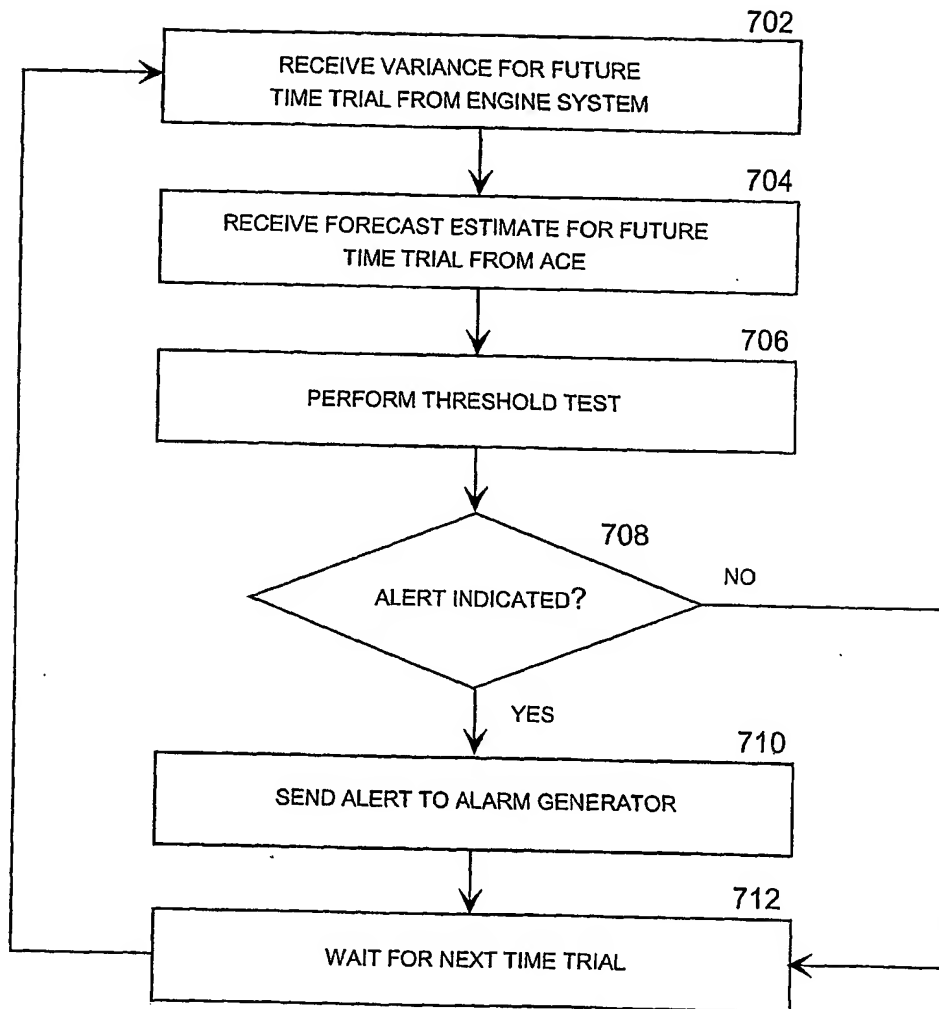 702
RECEIVE VARIANCE FOR FUTURE
TIME TRIAL FROM ENGINE SYSTEM
704
RECEIVE FORECAST ESTIMATE FOR FUTURE
TIME TRIAL FROM ACE
706
PERFORM THRESHOLD TEST
708
ALERT INDICATED?
NO
YES
710
SEND ALERT TO ALARM GENERATOR
712
WAIT FOR NEXT TIME TRIAL